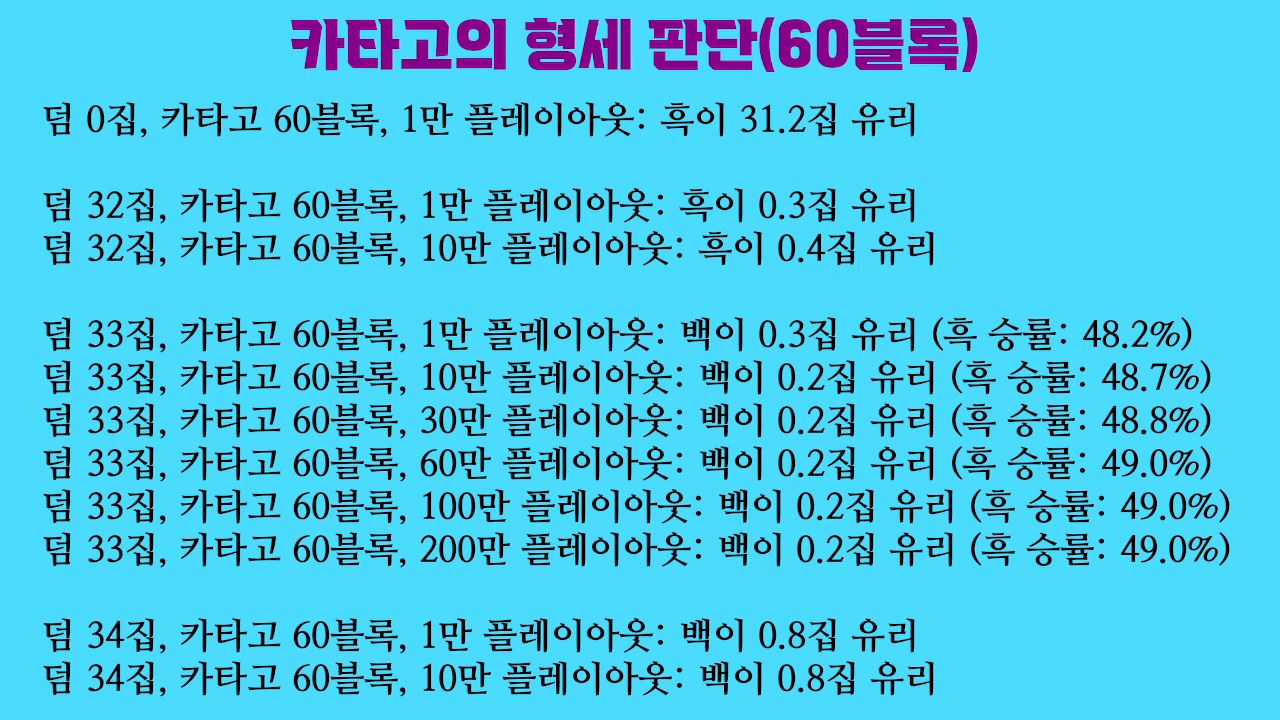 카타고의 형세 판단(60블록)
덤 0집, 카타고 60블록, 1만 플레이아웃: 흑이 31.2집 유리
덤 32집, 카타고 60블록, 1만 플레이아웃: 흑이 0.3집 유리
덤 32집, 카타고 60블록, 10만 플레이아웃: 흑이 0.4집 유리
덤 33집, 카타고 60블록, 1만 플레이아웃: 백이 0.3집 유리 (흑 승률: 48.2%)
덤 33집, 카타고 60블록, 10만 플레이아웃: 백이 0.2집 유리 (흑 승률: 48.7%)
덤 33집, 카타고 60블록, 30만 플레이아웃: 백이 0.2집 유리 (흑 승률: 48.8%)
덤 33집, 카타고 60블록, 60만 플레이아웃: 백이 0.2집 유리 (흑 승률: 49.0%)
덤 33집, 카타고 60블록, 100만 플레이아웃: 백이 0.2집 유리 (흑 승률: 49.0%)
덤 33집, 카타고 60블록, 200만 플레이아웃: 백이 0.2집 유리 (흑 승률: 49.0%)
덤 34집, 카타고 60블록, 1만 플레이아웃: 백이 0.8집 유리
덤 34집, 카타고 60블록, 10만 플레이아웃: 백이 0.8집 유리